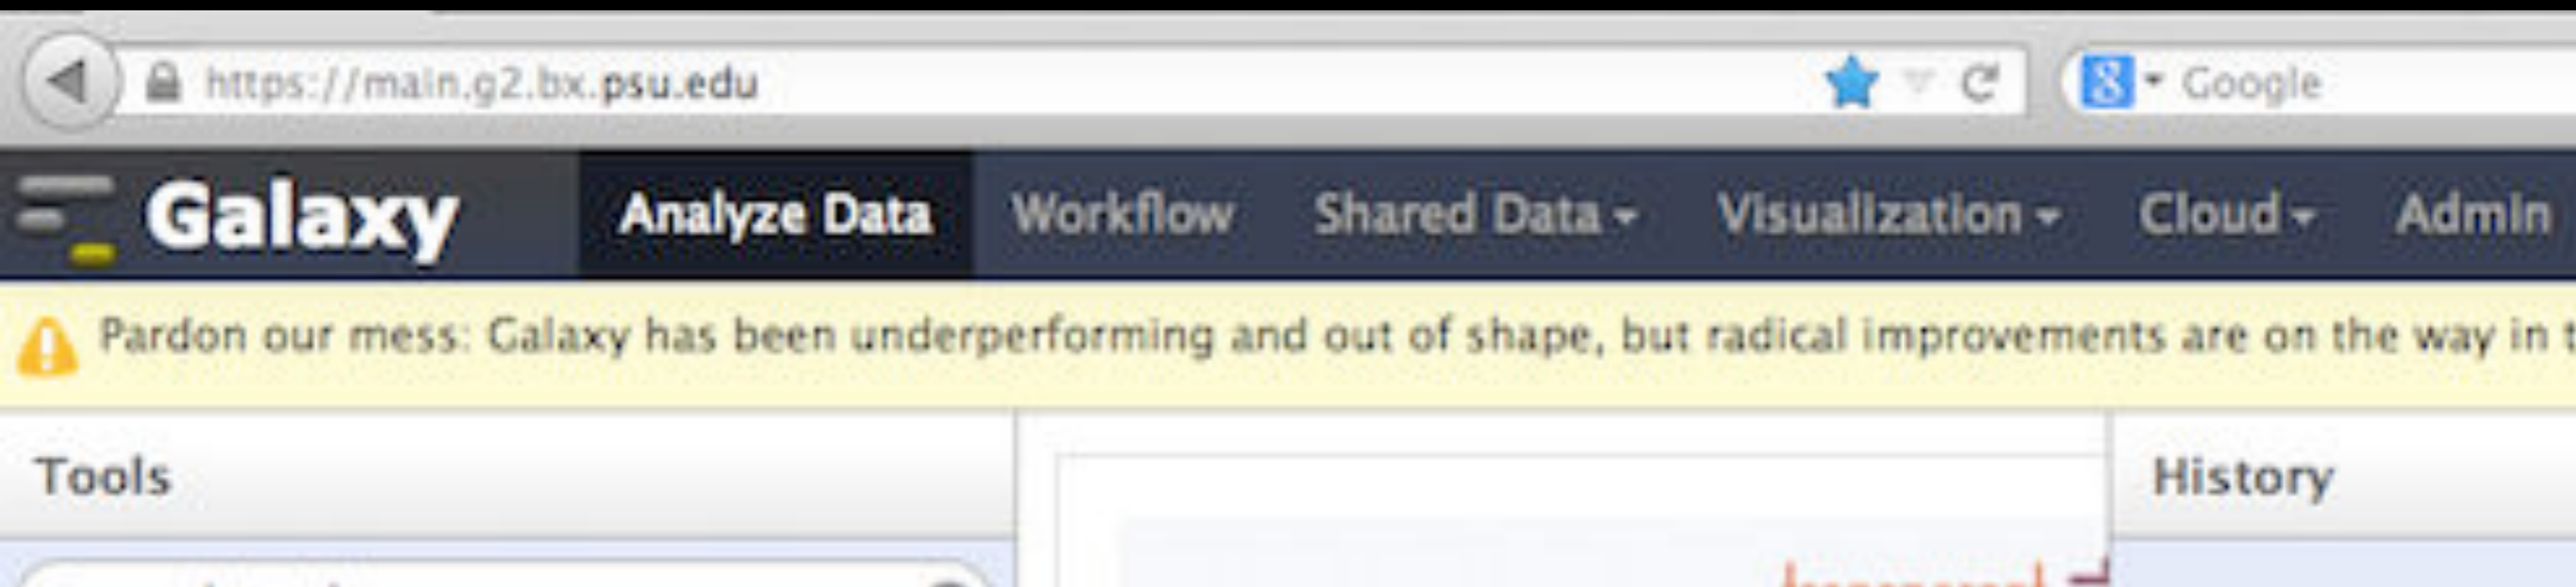 https://main.g2.bx.psu.edu
Google
Galaxy
Analyze Data Workflow Shared Data Visualization Cloud Admin
Pardon our mess: Galaxy has been underperforming and out of shape, but radical improvements are on the way in t
Tools
History